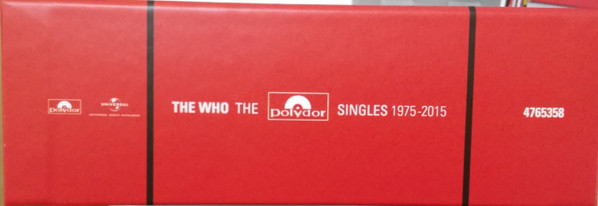 polydor
UNIVERSAL
THE WHO THE polydor SINGLES 1975-2015
4765358